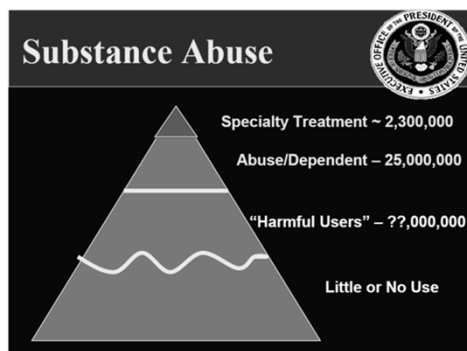 Substance Abuse
EXECUTIVE OFFICE OF THE PRESIDENT OF THE UNITED STATES
Specialty Treatment ~ 2,300,000
Abuse/Dependent – 25,000,000
“Harmful Users” – ??,000,000
Little or No Use